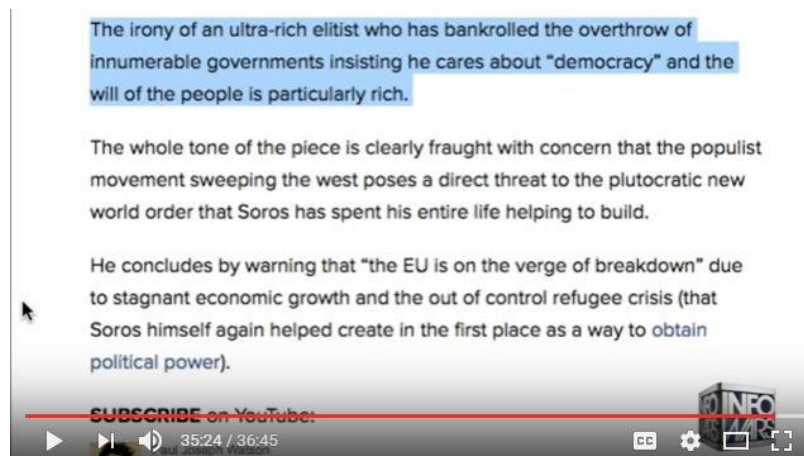 The irony of an ultra-rich elitist who has bankrolled the overthrow of
innumerable governments insisting he cares about “democracy” and the
will of the people is particularly rich.
The whole tone of the piece is clearly fraught with concern that the populist
movement sweeping the west poses a direct threat to the plutocratic new
world order that Soros has spent his entire life helping to build.
He concludes by warning that “the EU is on the verge of breakdown” due
to stagnant economic growth and the out of control refugee crisis (that
Soros himself again helped create in the first place as a way to obtain
political power).
SUBSCRIBE on YouTube:
Paul Joseph Watson
35:24 / 36:45
CC
INFO
WARS